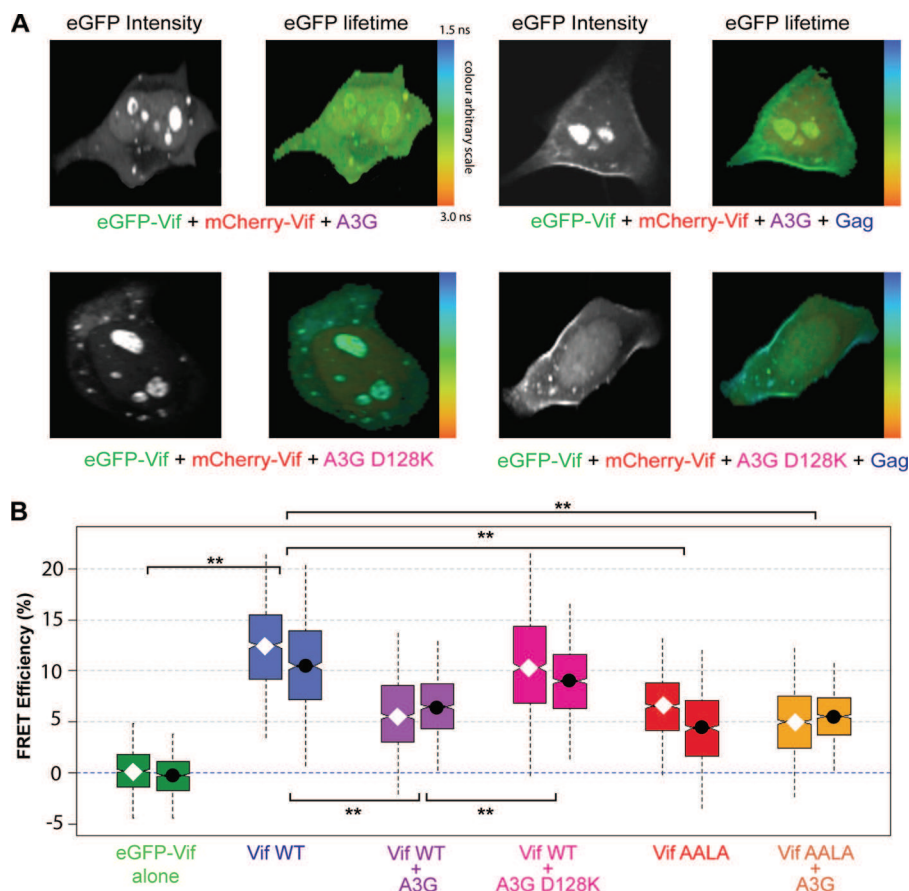 A
eGFP Intensity
eGFP lifetime
eGFP Intensity
eGFP lifetime
1.5 ns
colour arbitrary scale
3.0 ns
eGFP-Vif + mCherry-Vif + A3G
eGFP-Vif + mCherry-Vif + A3G + Gag
eGFP-Vif + mCherry-Vif + A3G D128K
eGFP-Vif + mCherry-Vif + A3G D128K + Gag
B
**
**
**
**
**
FRET Efficiency (%)
20
15
10
5
0
-5
eGFP-Vif
alone
Vif WT
Vif WT
+
A3G
Vif WT
+
A3G D128K
Vif AALA
Vif AALA
+
A3G